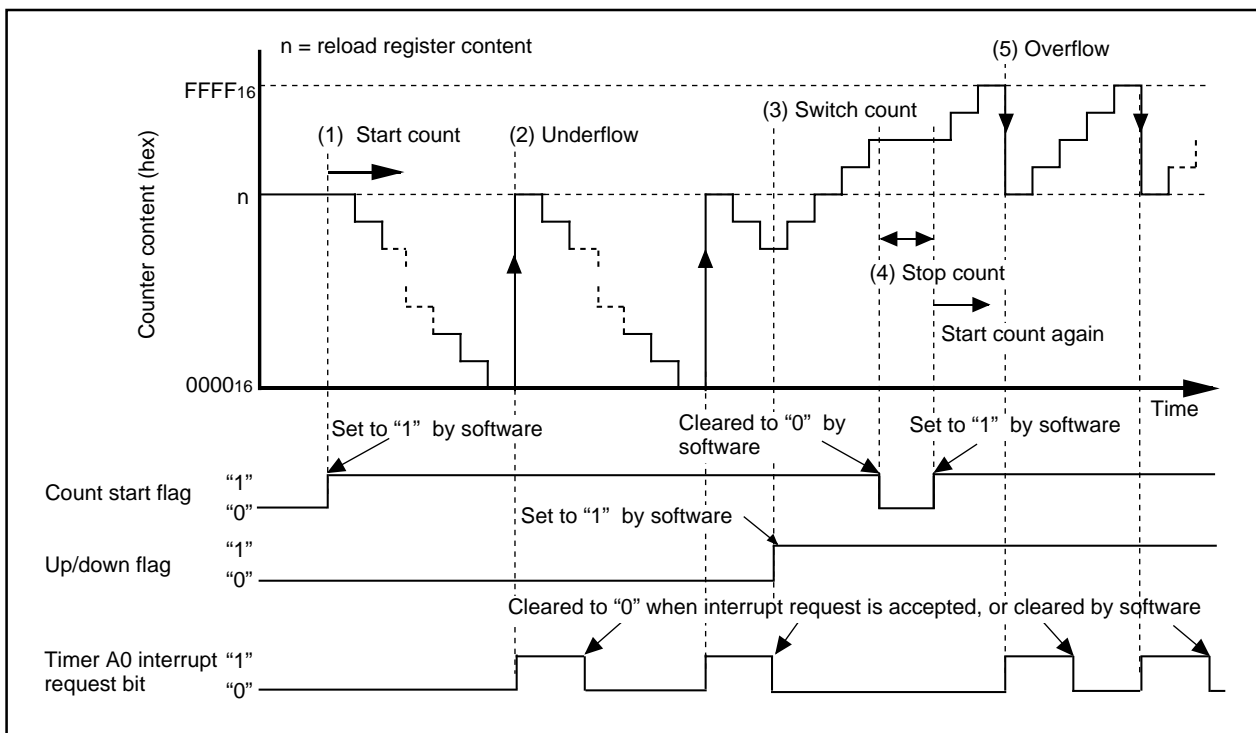 n = reload register content
(5) Overflow
FFFF16
(3) Switch count
(1) Start count
(2) Underflow
Counter content (hex)
n
(4) Stop count
Start count again
000016
Time
Set to “1” by software
Cleared to “0” by
software
Set to “1” by software
Count start flag
“1”
“0”
Set to “1” by software
Up/down flag
“1”
“0”
Cleared to “0” when interrupt request is accepted, or cleared by software
Timer A0 interrupt
request bit
“1”
“0”